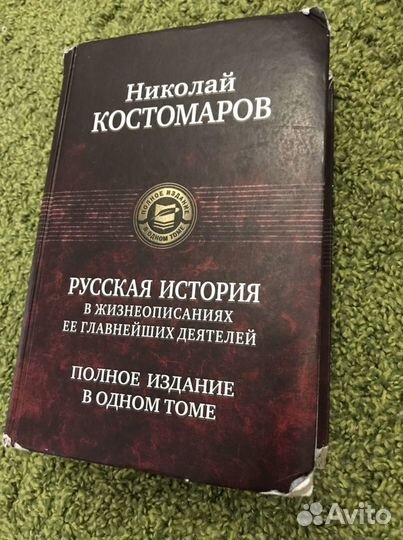 Николай
КОСТОМАРОВ
ПОЛНОЕ ИЗДАНИЕ
В ОДНОМ ТОМЕ
РУССКАЯ ИСТОРИЯ
В ЖИЗНЕОПИСАНИЯХ
ЕЕ ГЛАВНЕЙШИХ ДЕЯТЕЛЕЙ
ПОЛНОЕ ИЗДАНИЕ
В ОДНОМ ТОМЕ
Avito